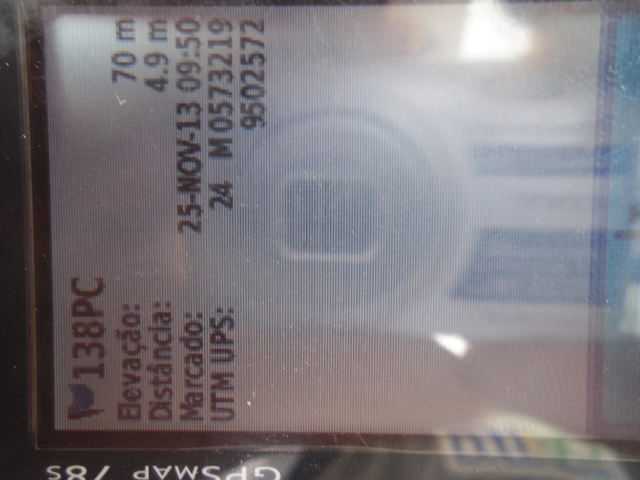 138PC
Elevação: 70 m
Distância: 4.9 m
Marcado: 25-NOV-13 09:50
UTM UPS: 24 M 0573219
9502572
GPSMAP 78S